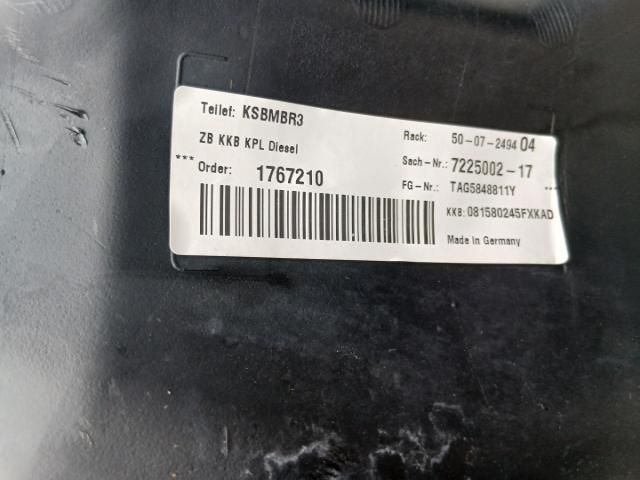 Teilef: KSBMBR3
ZB KKB KPL Diesel
*** Order: 1767210
Rack: 50-07-2494 04
Sach-Nr.: 7225002-17
FG-Nr.: TAG5848811Y ***
KKB: 081580245FXKAD
Made in Germany